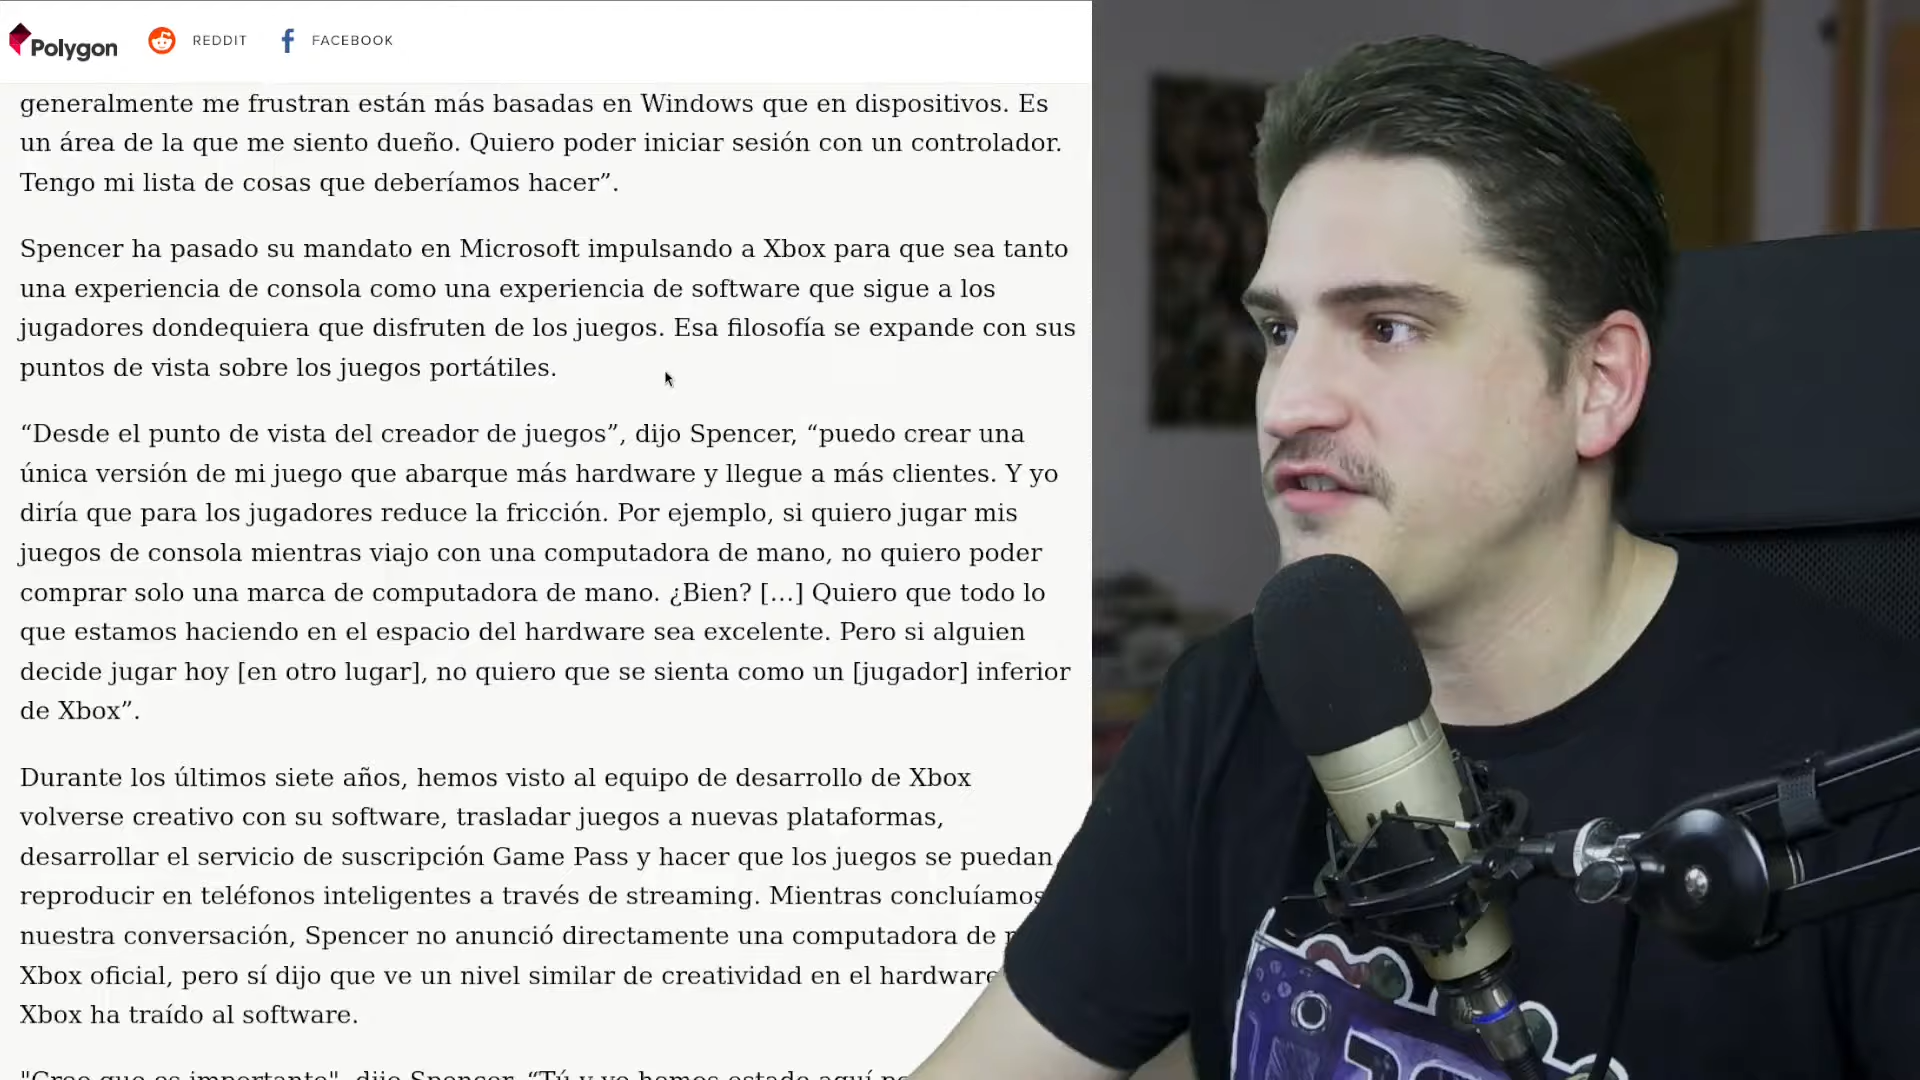 Polygon REDDIT FACEBOOK
generalmente me frustran están más basadas en Windows que en dispositivos. Es
un área de la que me siento dueño. Quiero poder iniciar sesión con un controlador.
Tengo mi lista de cosas que deberíamos hacer”.
Spencer ha pasado su mandato en Microsoft impulsando a Xbox para que sea tanto
una experiencia de consola como una experiencia de software que sigue a los
jugadores dondequiera que disfruten de los juegos. Esa filosofía se expande con sus
puntos de vista sobre los juegos portátiles.
“Desde el punto de vista del creador de juegos”, dijo Spencer, “puedo crear una
única versión de mi juego que abarque más hardware y llegue a más clientes. Y yo
diría que para los jugadores reduce la fricción. Por ejemplo, si quiero jugar mis
juegos de consola mientras viajo con una computadora de mano, no quiero poder
comprar solo una marca de computadora de mano. ¿Bien? [...] Quiero que todo lo
que estamos haciendo en el espacio del hardware sea excelente. Pero si alguien
decide jugar hoy [en otro lugar], no quiero que se sienta como un [jugador] inferior
de Xbox”.
Durante los últimos siete años, hemos visto al equipo de desarrollo de Xbox
volverse creativo con su software, trasladar juegos a nuevas plataformas,
desarrollar el servicio de suscripción Game Pass y hacer que los juegos se puedan
reproducir en teléfonos inteligentes a través de streaming. Mientras concluíamos
nuestra conversación, Spencer no anunció directamente una computadora de
Xbox oficial, pero sí dijo que ve un nivel similar de creatividad en el hardware
Xbox ha traído al software.
"Creo que es importante", dijo Spencer. “Tú y yo hemos estado aquí